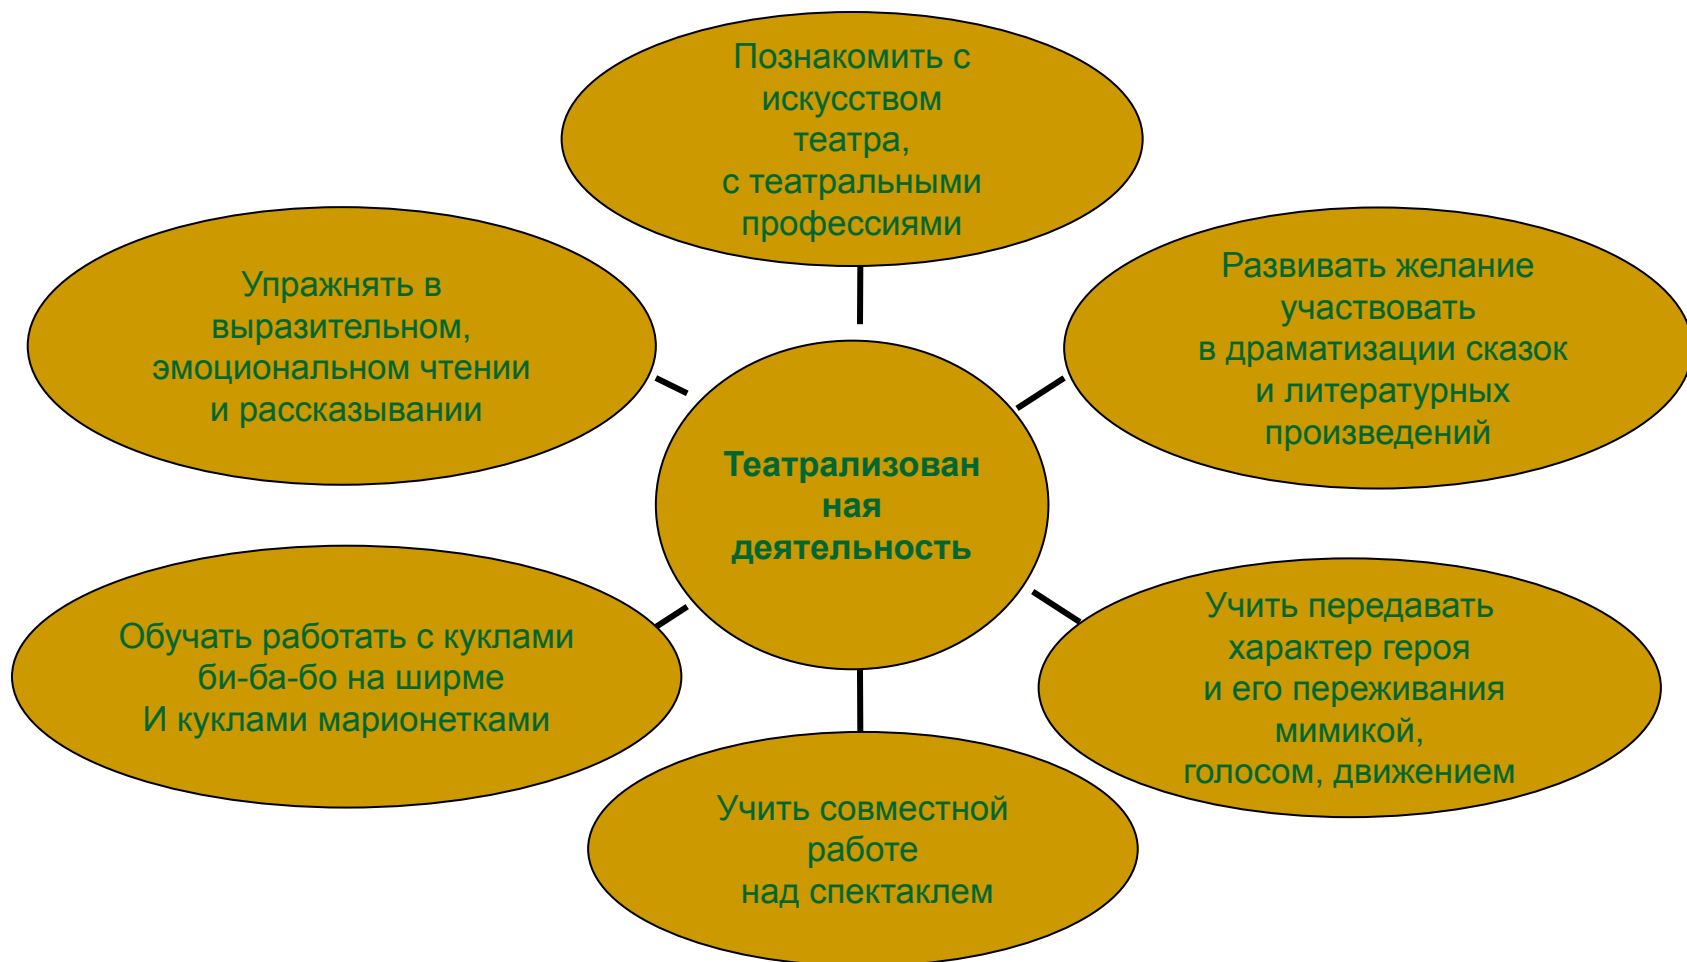 Познакомить с
искусством
театра,
с театральными
профессиями
Упражнять в
выразительном,
эмоциональном чтении
и рассказывании
Развивать желание
участвовать
в драматизации сказок
и литературных
произведений
Театрализован
ная
деятельность
Обучать работать с куклами
би-ба-бо на ширме
И куклами марионетками
Учить передавать
характер героя
и его переживания
мимикой,
голосом, движением
Учить совместной
работе
над спектаклем